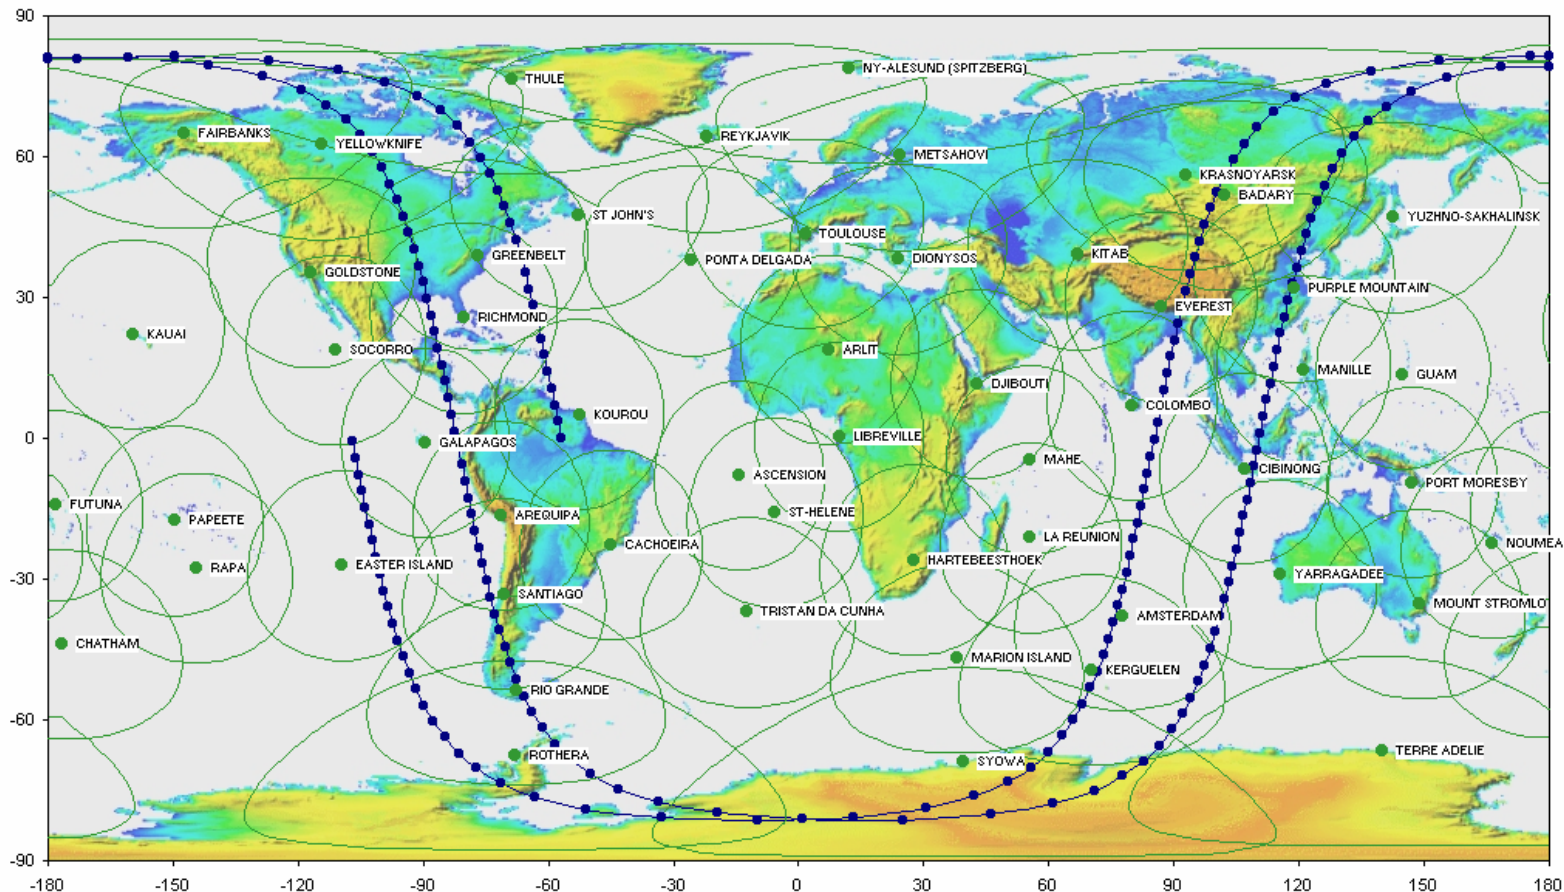 90
THULE
NY-ALESUND (SPITZBERG)
FAIRBANKS
YELLOWKNIFE
REYKJAVIK
60
METSAHOVI
KRASNOYARSK
BADARY
ST JOHN'S
YUZHNO-SAKHALINSK
TOULOUSE
GREENBELT
PONTA DELGADA
DIONYSOS
KITAB
GOLDSTONE
30
PURPLE MOUNTAIN
EVEREST
RICHMOND
KAUAI
SOCORRO
ARLIT
MANILLE
GUAM
DJIBOUTI
COLOMBO
KOUROU
0
GALAPAGOS
LIBREVILLE
MAHE
CIBINONG
ASCENSION
PORT MORESBY
FUTUNA
PAPEETE
AREQUIPA
ST-HELENE
LA REUNION
NOUMEA
CACHOEIRA
HARTEBEESTHOEK
RAPA
EASTER ISLAND
YARRAGADEE
-30
SANTIAGO
TRISTAN DA CUNHA
AMSTERDAM
MOUNT STROMLO
CHATHAM
MARION ISLAND
KERGUELEN
RIO GRANDE
-60
ROTHERA
SYOWA
TERRE ADELIE
-90
-180 -150 -120 -90 -60 -30 0 30 60 90 120 150 180